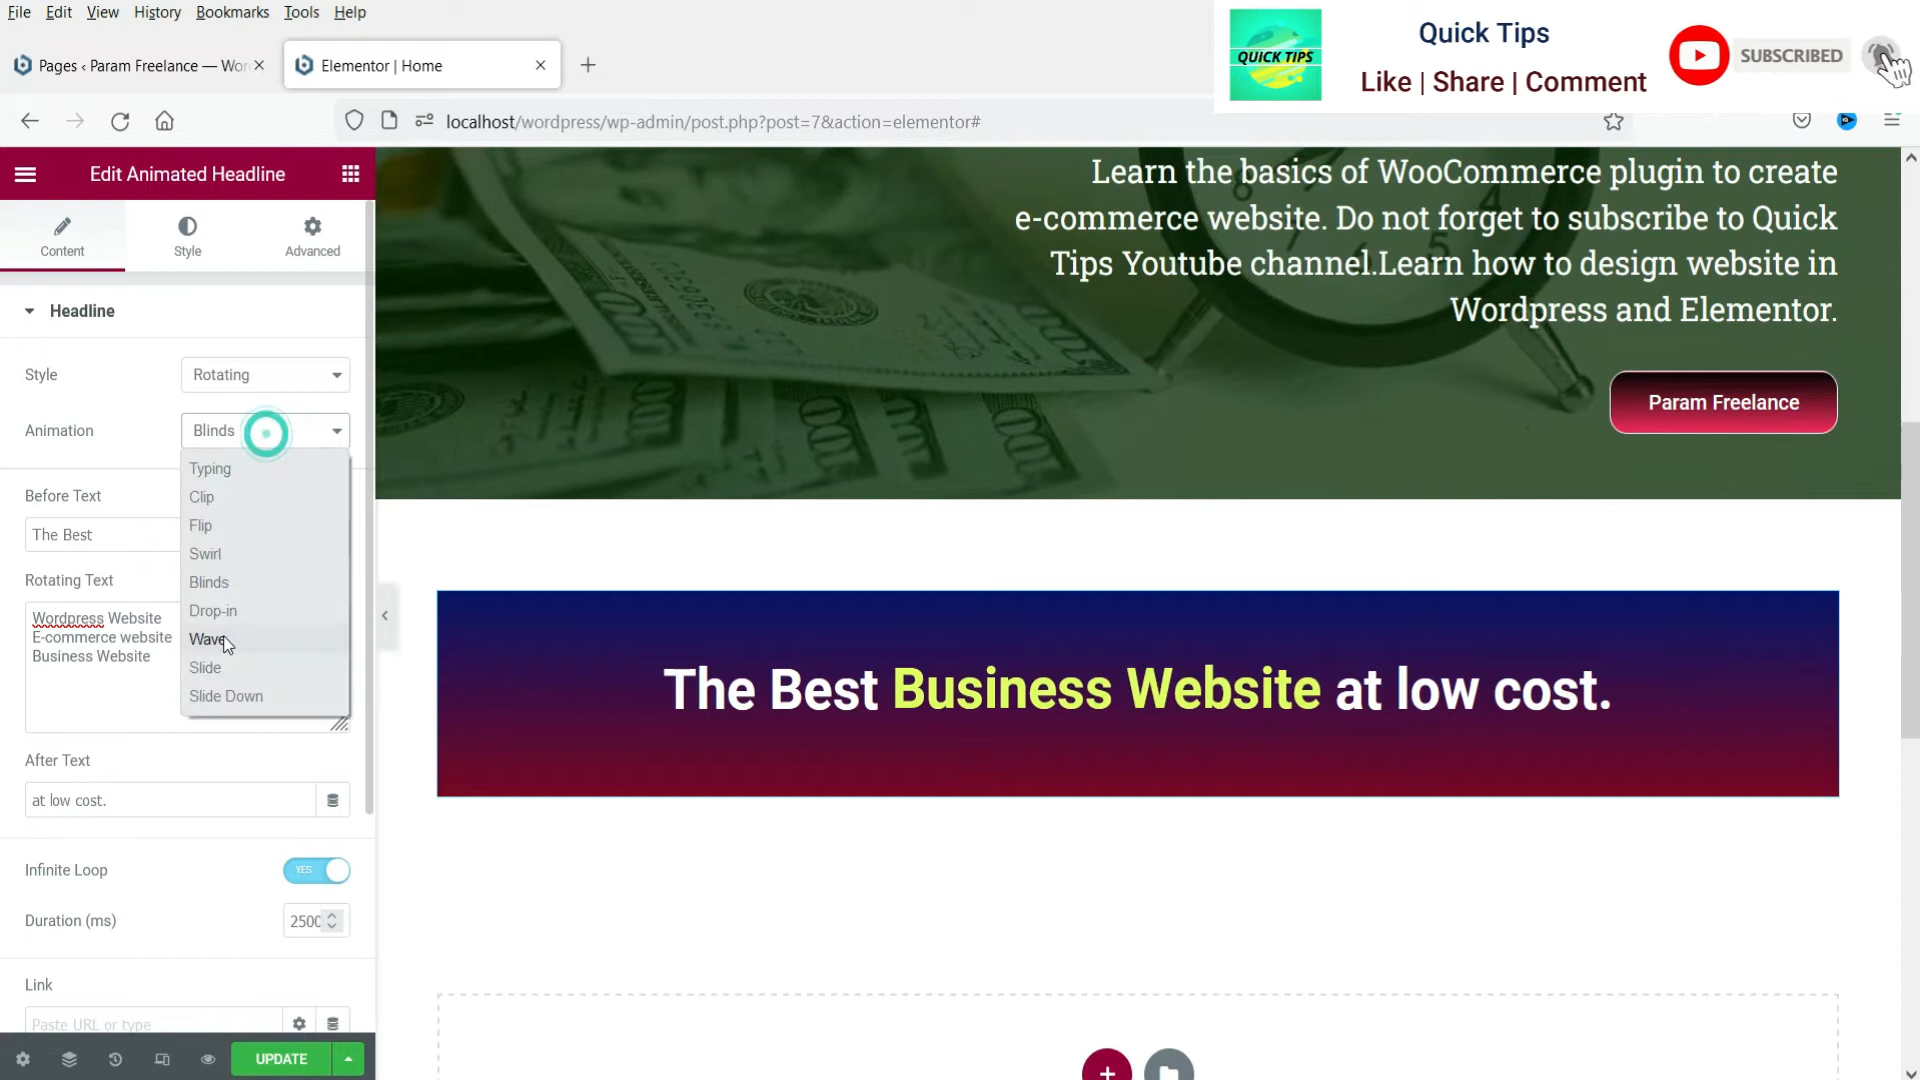 File Edit View History Bookmarks Tools Help
Pages ‹ Param Freelance — Wor
Elementor | Home
QUICK TIPS
Quick Tips
Like | Share | Comment
SUBSCRIBED
localhost/wordpress/wp-admin/post.php?post=7&action=elementor#
Edit Animated Headline
Content
Style
Advanced
Headline
Style
Rotating
Animation
Blinds
Typing
Clip
Flip
Swirl
Blinds
Drop-in
Wave
Slide
Slide Down
Before Text
The Best
Rotating Text
Wordpress Website
E-commerce website
Business Website
After Text
at low cost.
Infinite Loop
YES
Duration (ms)
2500
Link
Paste URL or type
UPDATE
Learn the basics of WooCommerce plugin to create
e-commerce website. Do not forget to subscribe to Quick
Tips Youtube channel.Learn how to design website in
Wordpress and Elementor.
Param Freelance
The Best Business Website at low cost.